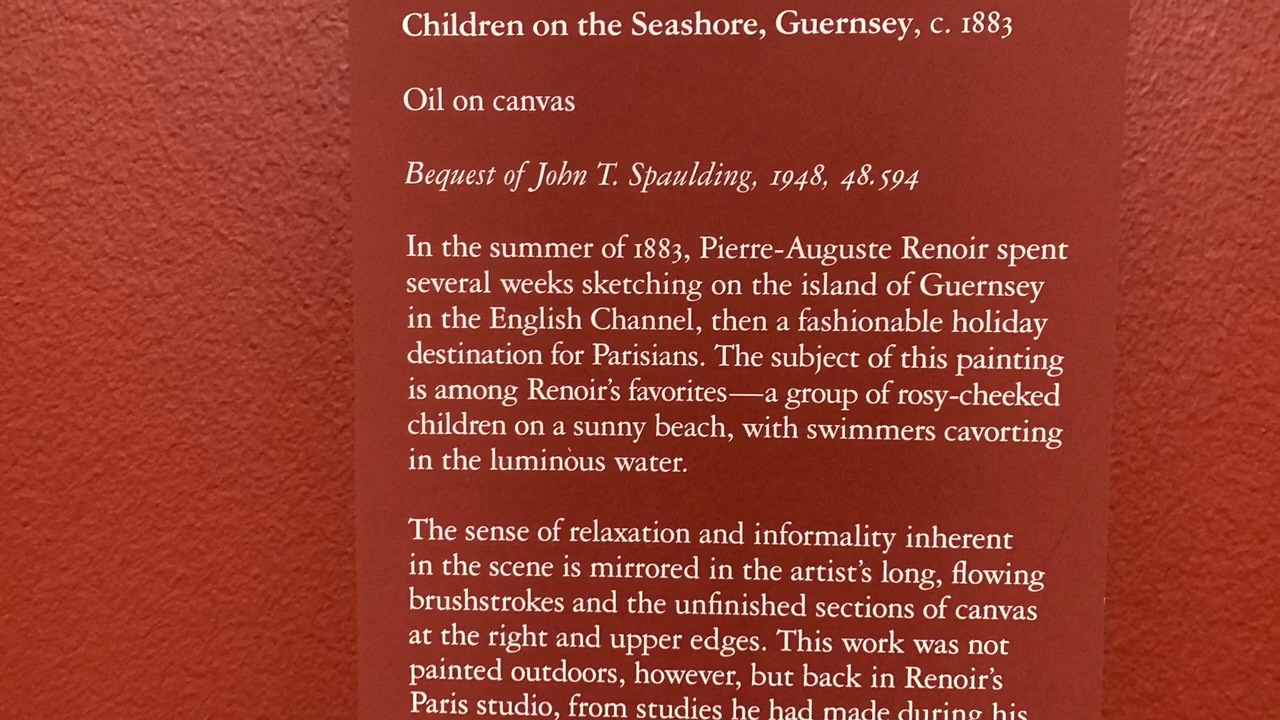 Children on the Seashore, Guernsey, c. 1883
Oil on canvas
Bequest of John T. Spaulding, 1948, 48.594
In the summer of 1883, Pierre-Auguste Renoir spent
several weeks sketching on the island of Guernsey
in the English Channel, then a fashionable holiday
destination for Parisians. The subject of this painting
is among Renoir's favorites—a group of rosy-cheeked
children on a sunny beach, with swimmers cavorting
in the luminous water.
The sense of relaxation and informality inherent
in the scene is mirrored in the artist's long, flowing
brushstrokes and the unfinished sections of canvas
at the right and upper edges. This work was not
painted outdoors, however, but back in Renoir's
Paris studio, from studies he had made during his